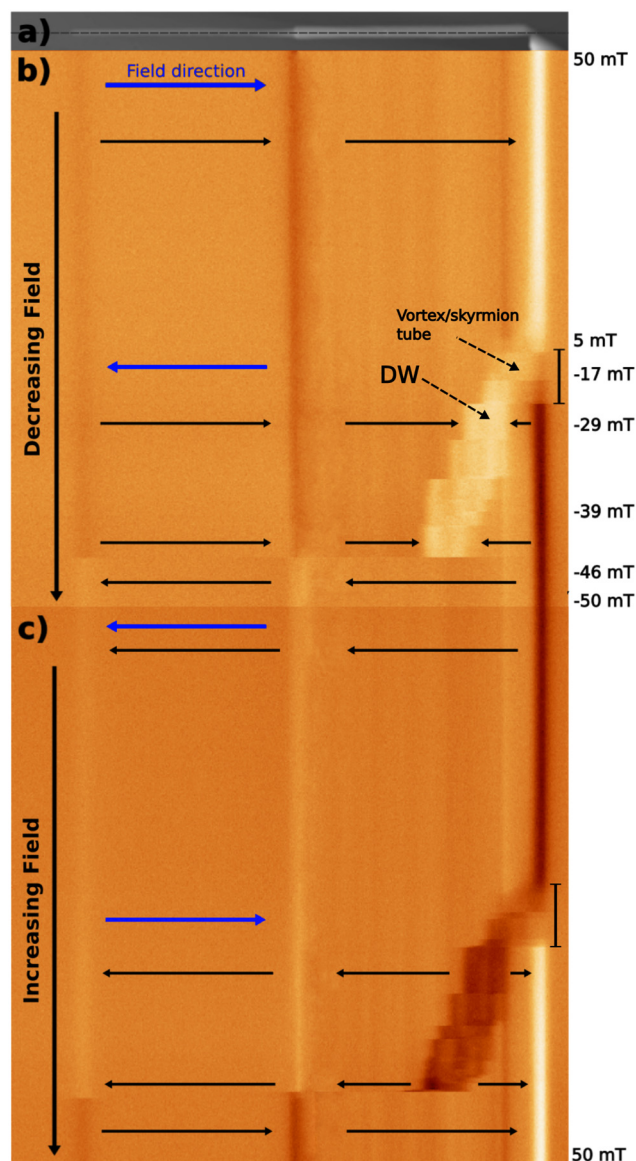 a)
50 mT
b)
Field direction
Decreasing Field
Vortex/skyrmion
tube
5 mT
DW
-17 mT
-29 mT
-39 mT
-46 mT
-50 mT
c)
Increasing Field
50 mT